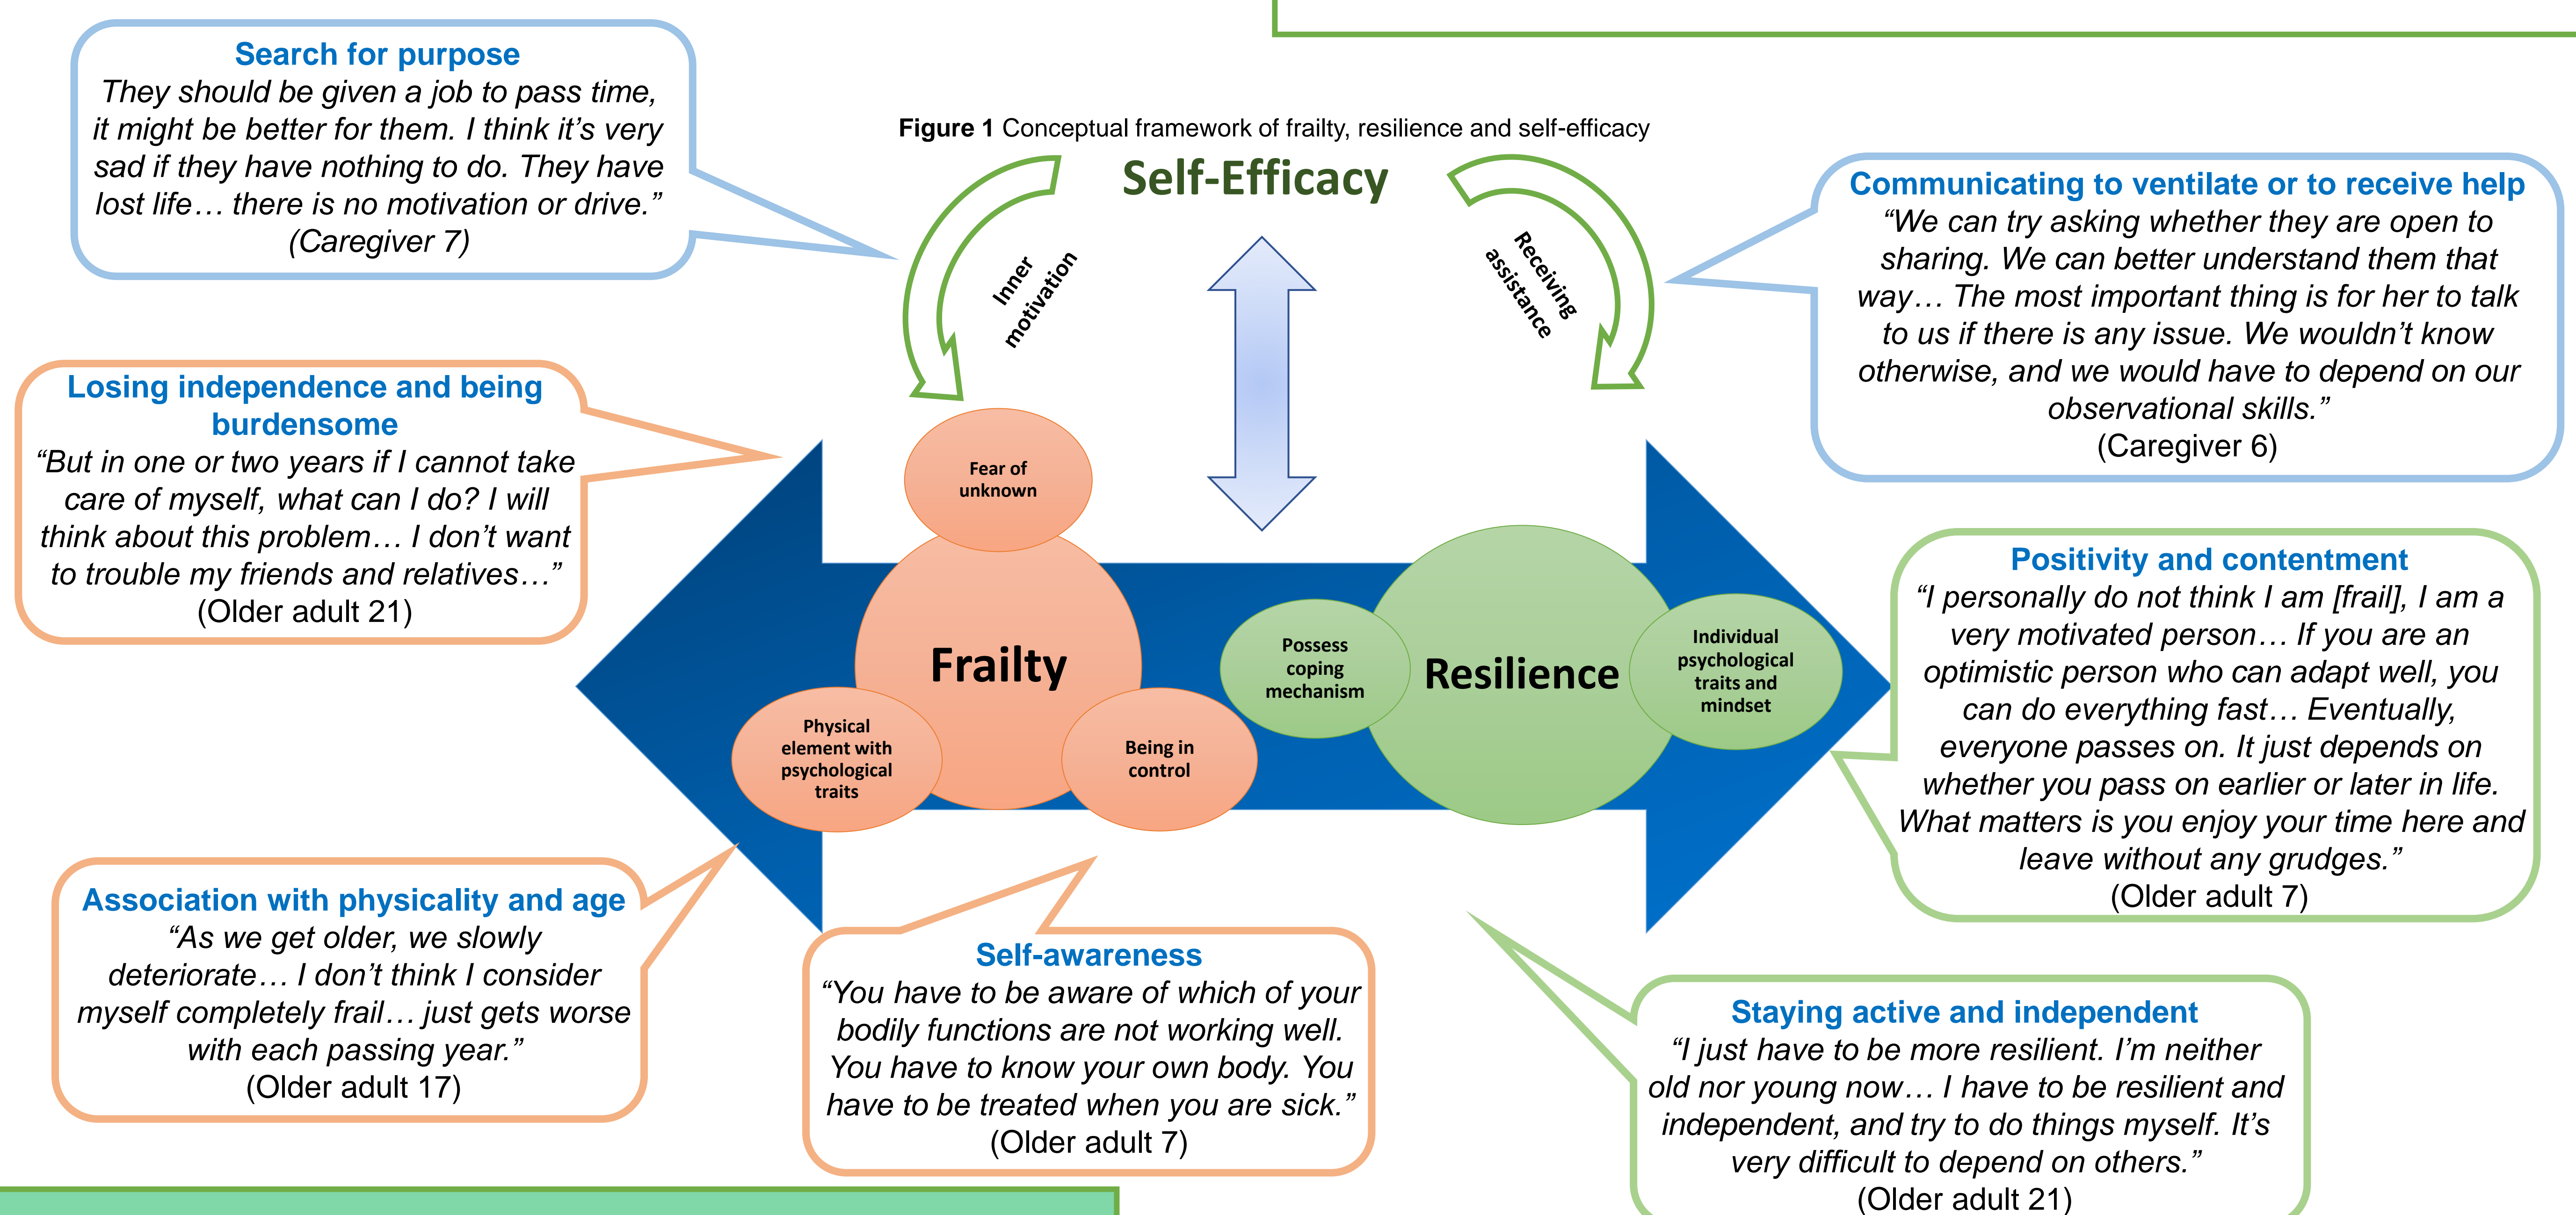 Search for purpose
They should be given a job to pass time,
it might be better for them. I think it’s very
sad if they have nothing to do. They have
lost life… there is no motivation or drive.”
(Caregiver 7)
Figure 1 Conceptual framework of frailty, resilience and self-efficacy
Self-Efficacy
Inner
motivation
Receiving
assistance
Communicating to ventilate or to receive help
“We can try asking whether they are open to
sharing. We can better understand them that
way… The most important thing is for her to talk
to us if there is any issue. We wouldn’t know
otherwise, and we would have to depend on our
observational skills.”
(Caregiver 6)
Losing independence and being
burdensome
“But in one or two years if I cannot take
care of myself, what can I do? I will
think about this problem… I don’t want
to trouble my friends and relatives…”
(Older adult 21)
Fear of
unknown
Frailty
Physical
element with
psychological
traits
Being in
control
Possess
coping
mechanism
Resilience
Individual
psychological
traits and
mindset
Positivity and contentment
“I personally do not think I am [frail], I am a
very motivated person… If you are an
optimistic person who can adapt well, you
can do everything fast… Eventually,
everyone passes on. It just depends on
whether you pass on earlier or later in life.
What matters is you enjoy your time here and
leave without any grudges.”
(Older adult 7)
Association with physicality and age
“As we get older, we slowly
deteriorate… I don’t think I consider
myself completely frail… just gets worse
with each passing year.”
(Older adult 17)
Self-awareness
“You have to be aware of which of your
bodily functions are not working well.
You have to know your own body. You
have to be treated when you are sick.”
(Older adult 7)
Staying active and independent
“I just have to be more resilient. I’m neither
old nor young now… I have to be resilient and
independent, and try to do things myself. It’s
very difficult to depend on others.”
(Older adult 21)